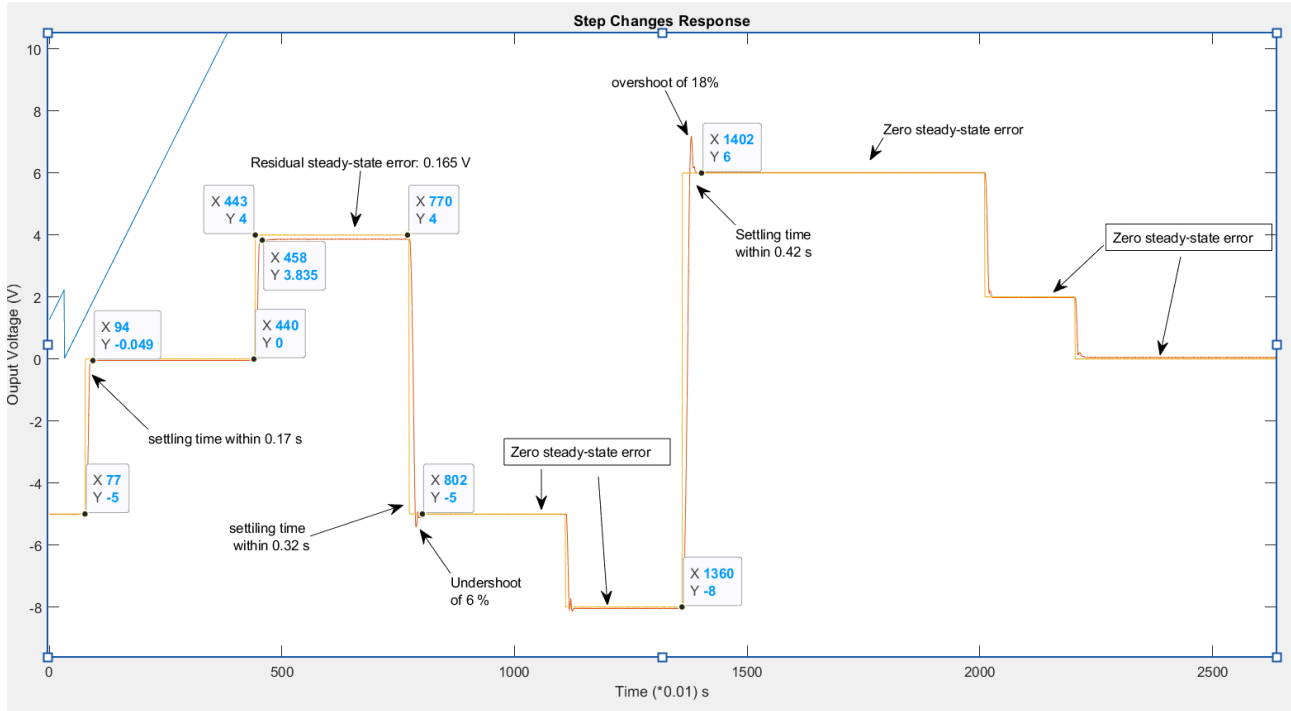 Step Changes Response
10
8
6
4
2
0
-2
-4
-6
-8
Ouput Voltage (V)
overshoot of 18%
X 1402
Y 6
Zero steady-state error
Residual steady-state error: 0.165 V
X 443
Y 4
X 770
Y 4
Settling time
within 0.42 s
Zero steady-state error
X 458
Y 3.835
X 94
Y -0.049
X 440
Y 0
settling time within 0.17 s
X 77
Y -5
Zero steady-state error
X 802
Y -5
settiling time
within 0.32 s
Undershoot
of 6 %
X 1360
Y -8
0
500
1000
1500
2000
2500
Time (*0.01) s